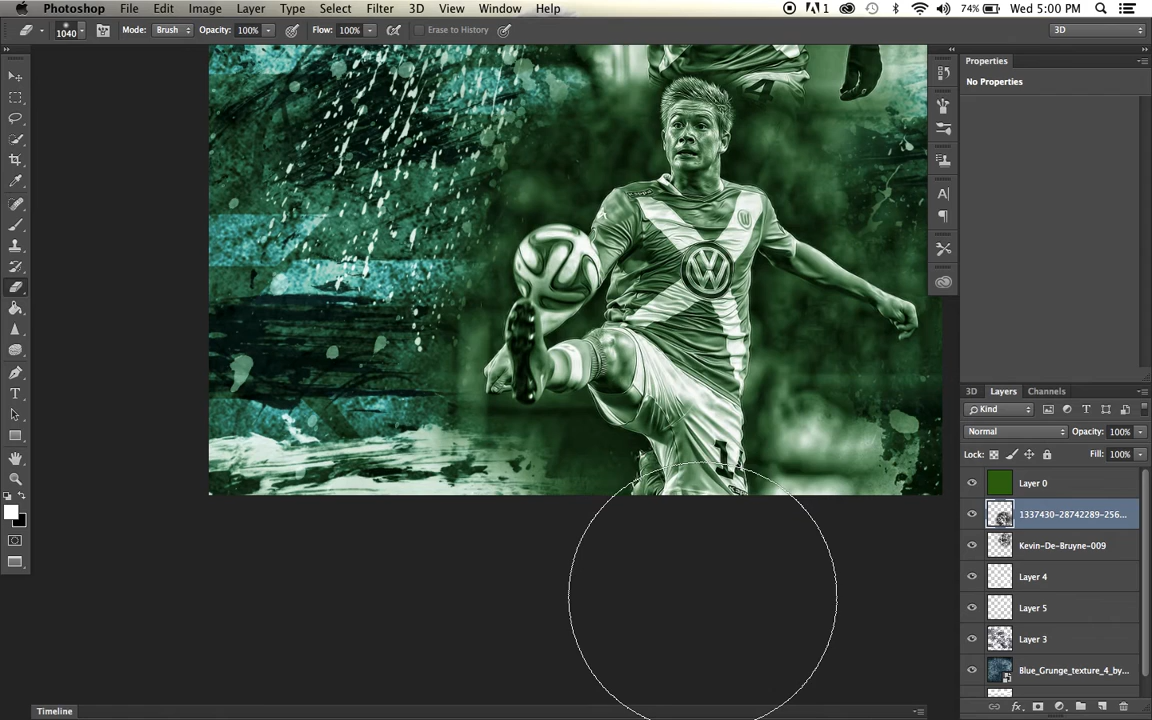 Photoshop File Edit Image Layer Type Select Filter 3D View Window Help 1 74% Wed 5:00 PM
1040 Mode: Brush Opacity: 100% Flow: 100% Erase to History 3D
Properties
No Properties
4
W
1
3D Layers Channels
Kind
Normal Opacity: 100%
Lock: Fill: 100%
Layer 0
1337430-28742289-256...
Kevin-De-Bruyne-009
Layer 4
Layer 5
Layer 3
Blue_Grunge_texture_4_by...
Timeline